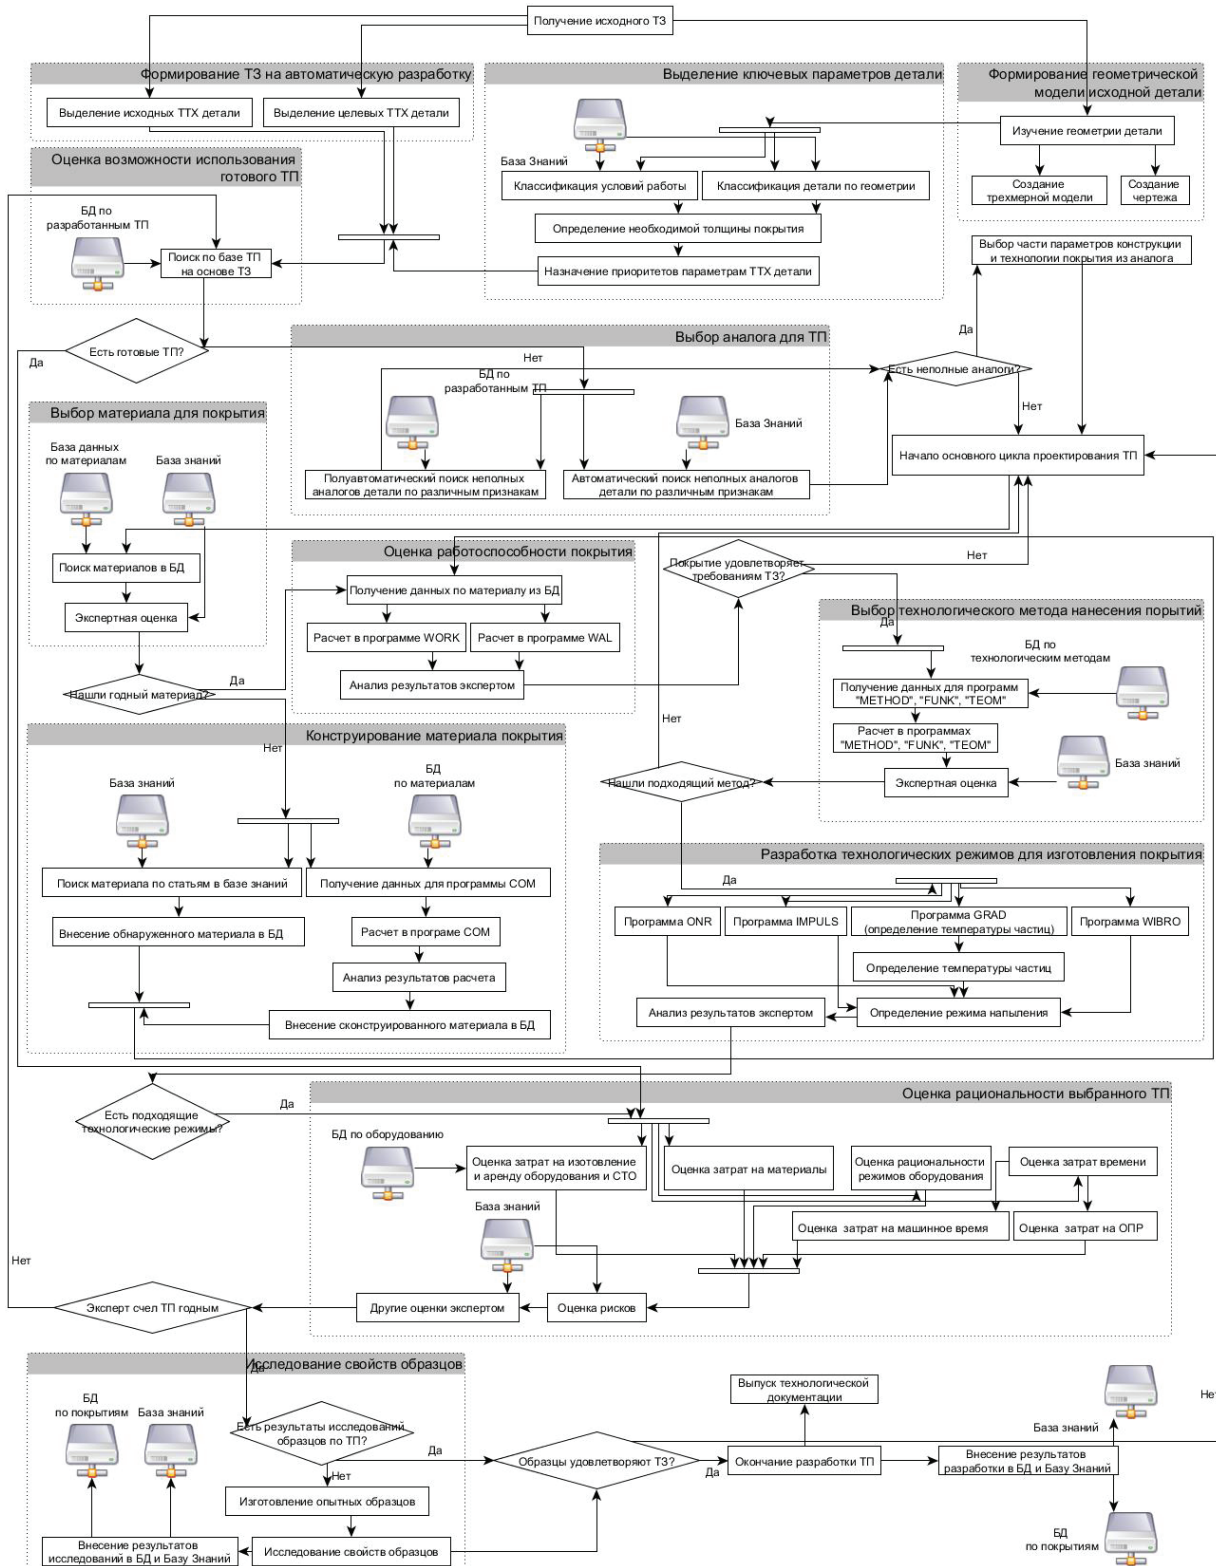 Получение исходного ТЗ
Формирование ТЗ на автоматическую разработку
Выделение исходных ТТХ детали
Выделение целевых ТТХ детали
Выделение ключевых параметров детали
База Знаний
Классификация условий работы
Классификация детали по геометрии
Определение необходимой толщины покрытия
Назначение приоритетов параметрам ТТХ детали
Формирование геометрической
модели исходной детали
Изучение геометрии детали
Создание
трехмерной модели
Создание
чертежа
Оценка возможности использования
готового ТП
БД по
разработанным ТП
Поиск по базе ТП
на основе ТЗ
Выбор части параметров конструкции
и технологии покрытия из аналога
Есть готовые ТП?
Да
Нет
Выбор аналога для ТП
БД по
разработанным ТП
База Знаний
Полуавтоматический поиск неполных
аналогов детали по различным признакам
Автоматический поиск неполных аналогов
детали по различным признакам
Да
Есть неполные аналоги?
Нет
Начало основного цикла проектирования ТП
Выбор материала для покрытия
База данных
по материалам
База знаний
Поиск материалов в БД
Экспертная оценка
Нашли годный материал?
Да
Нет
Оценка работоспособности покрытия
Получение данных по материалу из БД
Расчет в программе WORK
Расчет в программе WAL
Анализ результатов экспертом
Покрытие удовлетворяет
требованиям ТЗ?
Нет
Да
Выбор технологического метода нанесения порытий
БД по
технологическим методам
Получение данных для программ
"METHOD", "FUNK", "TEOM"
Расчет в программах
"METHOD", "FUNK", "TEOM"
База знаний
Экспертная оценка
Нет
Нашли подходящий метод?
Да
Конструирование материала покрытия
База знаний
БД
по материалам
Поиск материала по статьям в базе знаний
Получение данных для программы COM
Внесение обнаруженного материала в БД
Расчет в програме COM
Анализ результатов расчета
Внесение сконструированного материала в БД
Разработка технологических режимов для изготовления покрытия
Программа ONR
Программа IMPULS
Программа GRAD
(определение температуры частиц)
Программа WIBRO
Определение температуры частиц
Анализ результатов экспертом
Определение режима напыления
Есть подходящие
технологические режимы?
Да
Оценка рациональности выбранного ТП
БД по оборудованию
Оценка затрат на изотовление
и аренду оборудования и СТО
Оценка затрат на материалы
Оценка рациональности
режимов оборудования
Оценка затрат времени
База знаний
Оценка затрат на машинное время
Оценка затрат на ОПР
Другие оценки экспертом
Оценка рисков
Нет
Эксперт счел ТП годным
Да
Исследование свойств образцов
БД
по покрытиям
База знаний
Есть результаты исследований
образцов по ТП?
Да
Нет
Изготовление опытных образцов
Исследование свойств образцов
Внесение результатов
исследований в БД и Базу Знаний
Образцы удовлетворяют ТЗ?
Да
Нет
Выпуск технологической
документации
Окончание разработки ТП
База знаний
Внесение результатов
разработки в БД и Базу Знаний
БД
по покрытиям